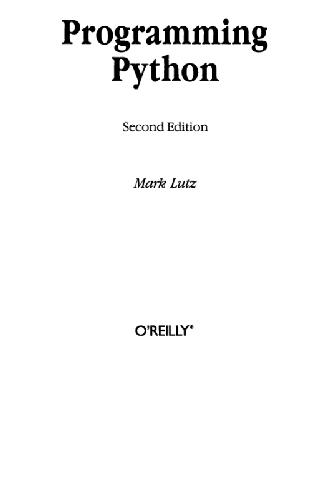 Programming
Python
Second Edition
Mark Lutz
O'REILLY®